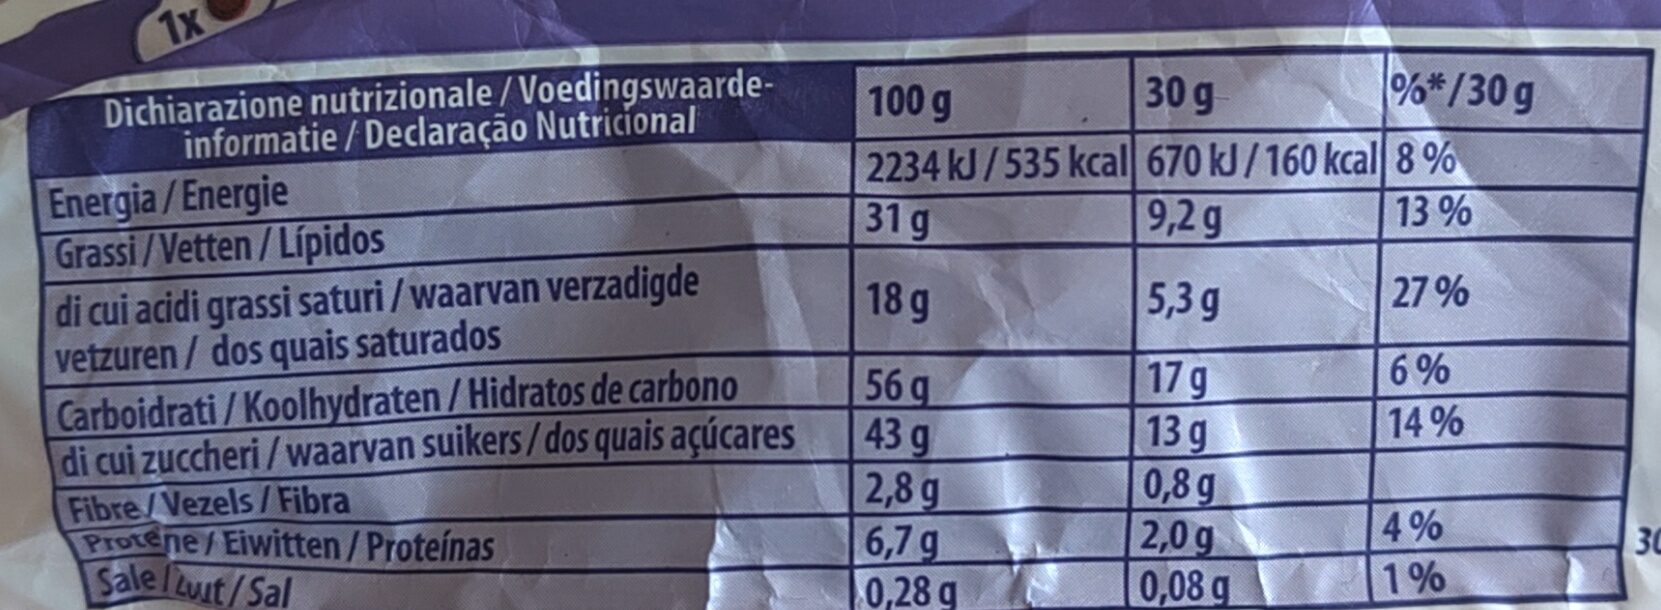 1x
Dichiarazione nutrizionale / Voedingswaarde-
informatie / Declaração Nutricional
100 g
30 g
%*/30 g
Energia / Energie
2234 kJ / 535 kcal
670 kJ / 160 kcal
8 %
Grassi / Vetten / Lípidos
31 g
9,2 g
13 %
di cui acidi grassi saturi / waarvan verzadigde
vetzuren / dos quais saturados
18 g
5,3 g
27 %
Carboidrati / Koolhydraten / Hidratos de carbono
56 g
17 g
6 %
di cui zuccheri / waarvan suikers / dos quais açúcares
43 g
13 g
14 %
Fibre / Vezels / Fibra
2,8 g
0,8 g
Proteine / Eiwitten / Proteínas
6,7 g
2,0 g
4 %
Sale / Zout / Sal
0,28 g
0,08 g
1 %